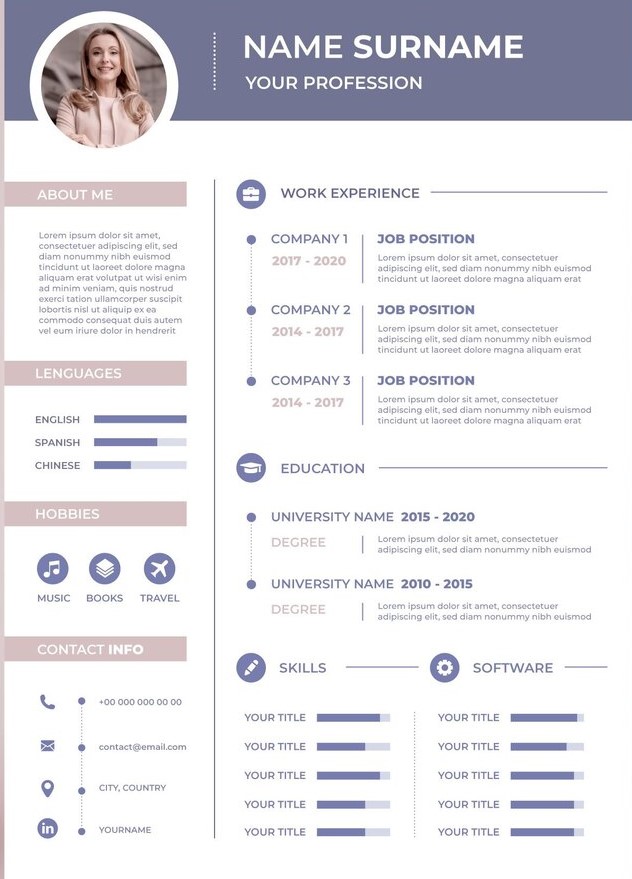 NAME SURNAME
YOUR PROFESSION
ABOUT ME
Lorem ipsum dolor sit amet,
consectetuer adipiscing elit, sed
diam nonummy nibh euismod
tincidunt ut laoreet dolore magna
aliquam erat volutpat ut wisi enim
ad minim veniam, quis nostrud
exerci tation ullamcorper suscipit
lobortis nisl ut aliquip ex ea
commodo consequat duis autem
vel eum iriure dolor in hendrerit
LENGUAGES
ENGLISH
SPANISH
CHINESE
HOBBIES
MUSIC BOOKS TRAVEL
CONTACT INFO
+00 000 000 00 00
contact@email.com
CITY, COUNTRY
in YOURNAME
WORK EXPERIENCE
COMPANY 1
2017 - 2020
JOB POSITION
Lorem ipsum dolor sit amet, consectetuer
adipiscing elit, sed diam nonummy nibh euismod
tincidunt ut laoreet dolore magna aliquam erat
COMPANY 2
2014 - 2017
JOB POSITION
Lorem ipsum dolor sit amet, consectetuer
adipiscing elit, sed diam nonummy nibh euismod
tincidunt ut laoreet dolore magna aliquam erat
COMPANY 3
2014 - 2017
JOB POSITION
Lorem ipsum dolor sit amet, consectetuer
adipiscing elit, sed diam nonummy nibh euismod
tincidunt ut laoreet dolore magna aliquam erat
EDUCATION
UNIVERSITY NAME 2015 - 2020
DEGREE
Lorem ipsum dolor sit amet, consectetuer
adipiscing elit, sed diam nonummy nibh euismod
UNIVERSITY NAME 2010 - 2015
DEGREE
Lorem ipsum dolor sit amet, consectetuer
adipiscing elit, sed diam nonummy nibh euismod
SKILLS
YOUR TITLE
YOUR TITLE
YOUR TITLE
YOUR TITLE
YOUR TITLE
SOFTWARE
YOUR TITLE
YOUR TITLE
YOUR TITLE
YOUR TITLE
YOUR TITLE